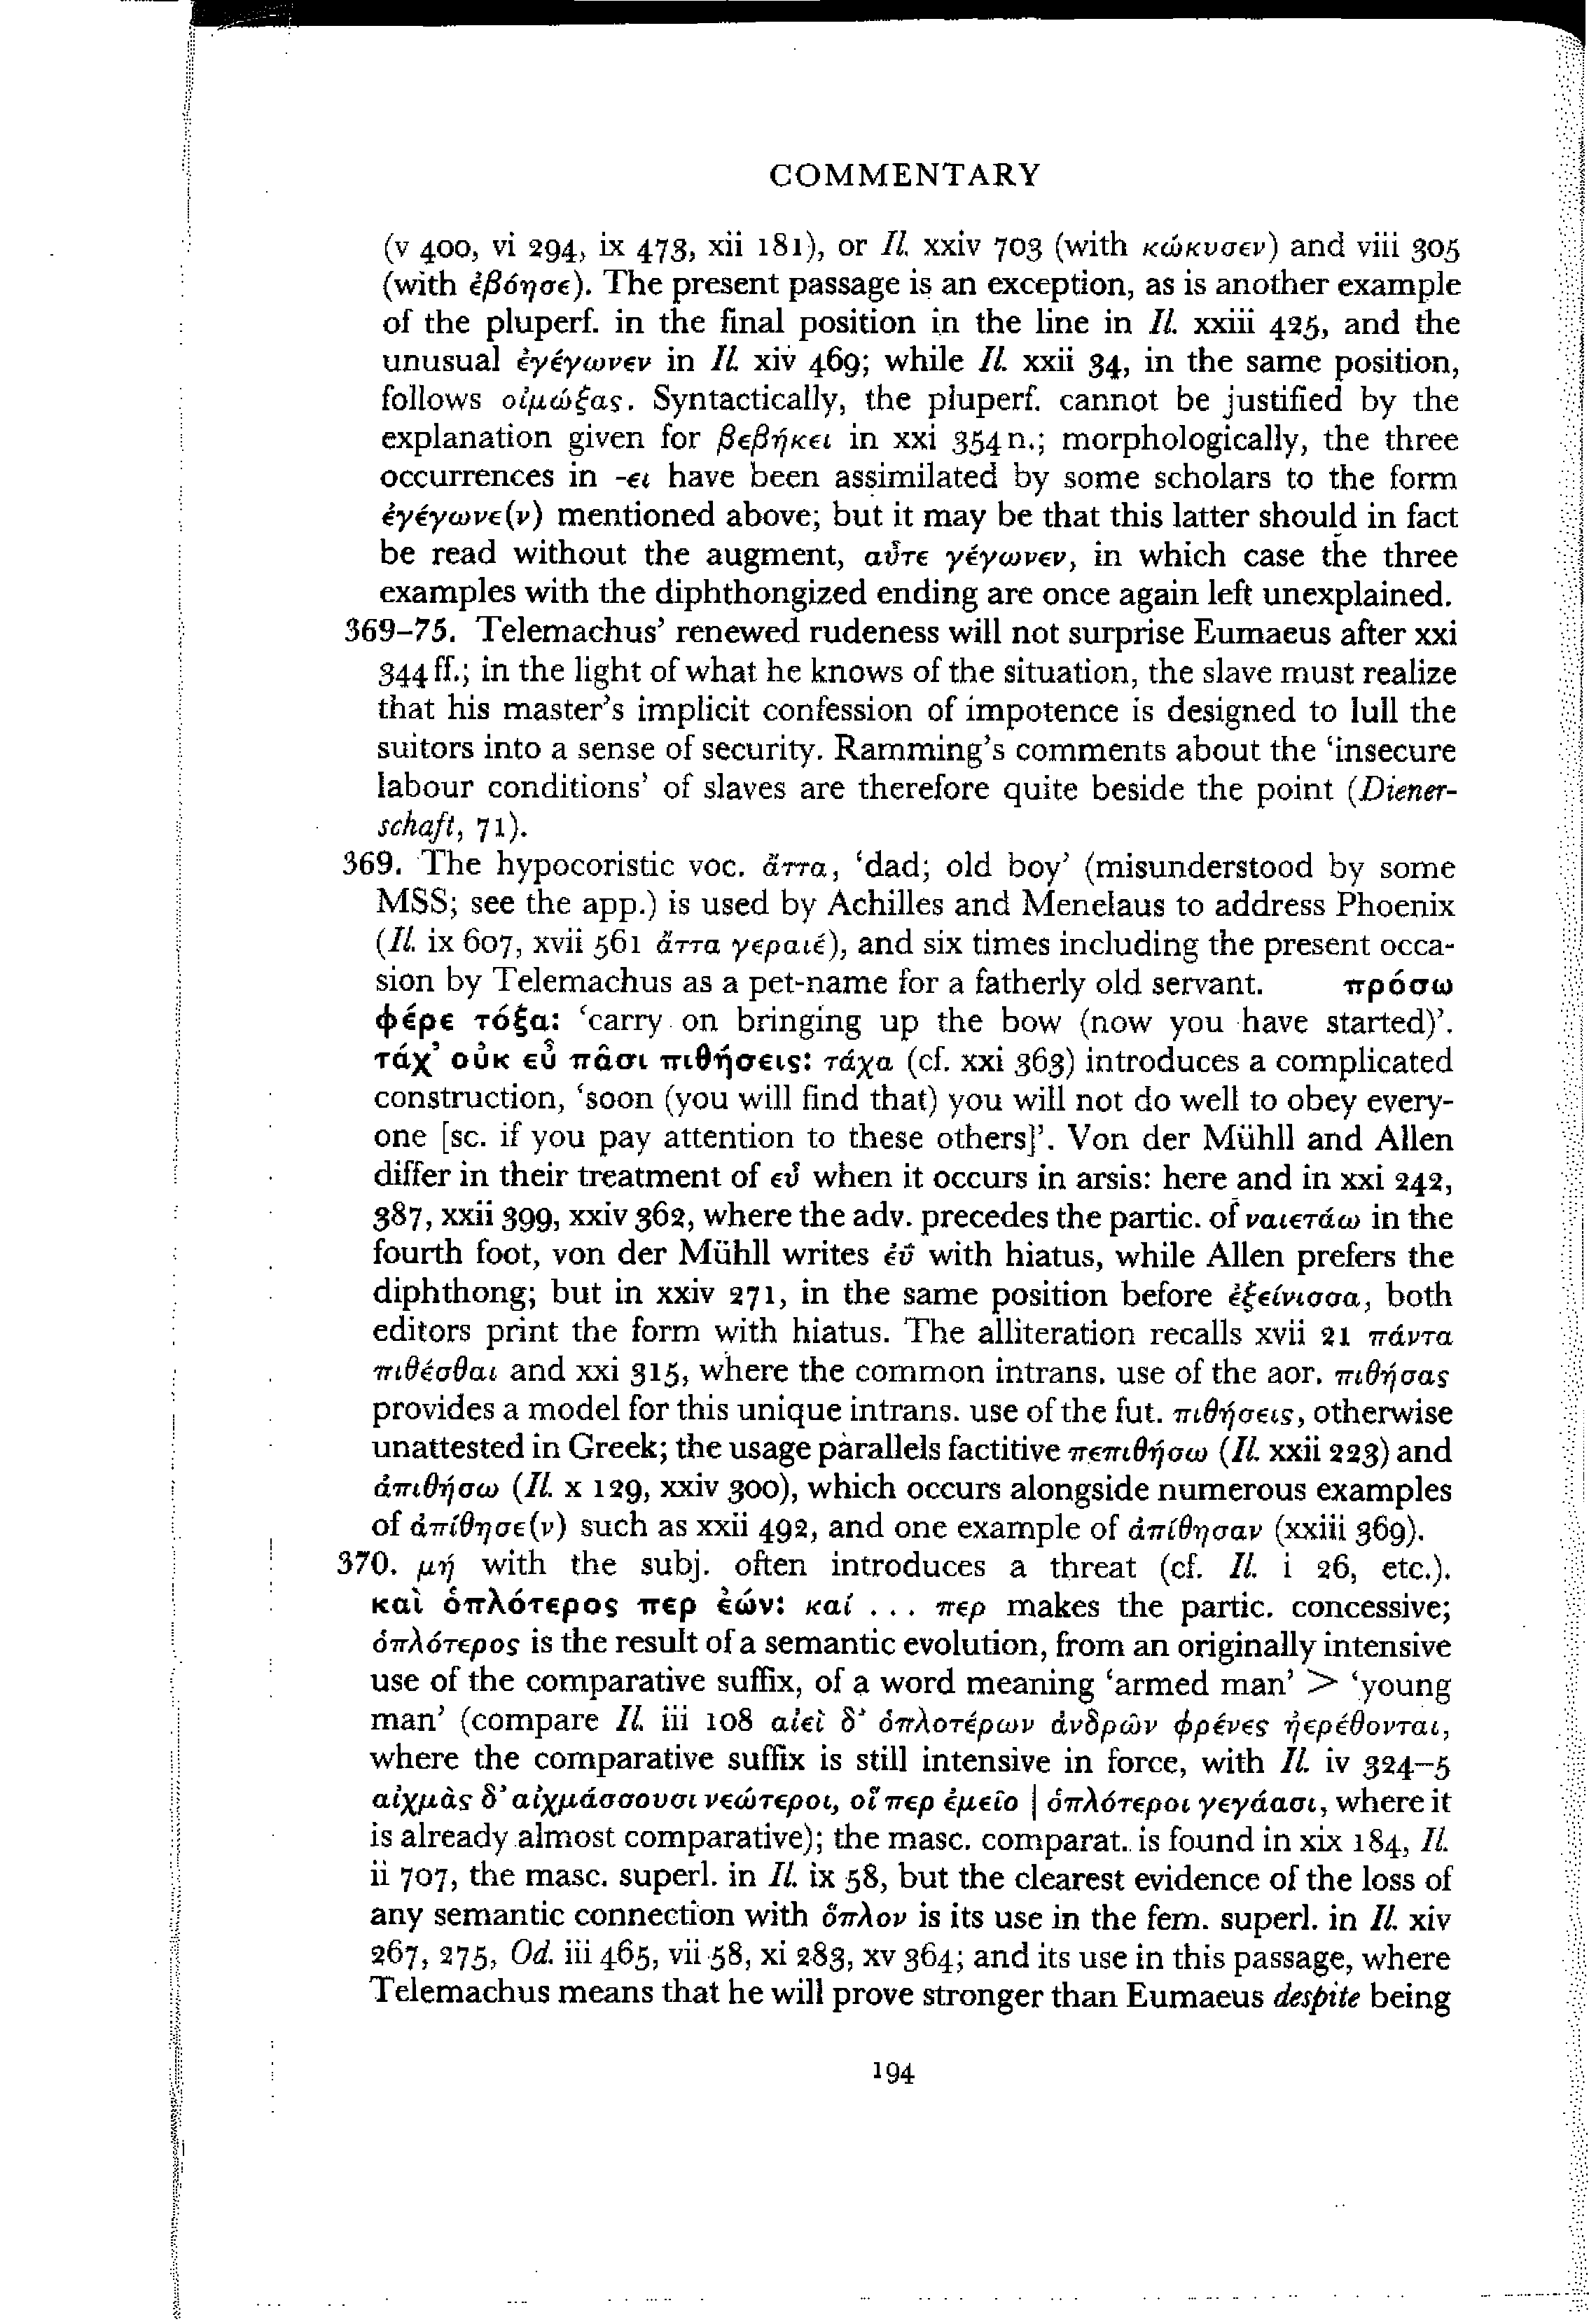 COMMENTARY
(v 400, vi 294, ix 473, xii 181), or Il. xxiv 703 (with κώκυσεν) and viii 305
(with ἐβόησε). The present passage is an exception, as is another example
of the pluperf. in the final position in the line in Il. xxiii 425, and the
unusual ἐγέγωνεν in Il. xiv 469; while Il. xxii 34, in the same position,
follows οἰμώξας. Syntactically, the pluperf. cannot be justified by the
explanation given for βεβήκει in xxi 354 n.; morphologically, the three
occurrences in -ει have been assimilated by some scholars to the form
ἐγέγωνε(ν) mentioned above; but it may be that this latter should in fact
be read without the augment, αὖτε γέγωνεν, in which case the three
examples with the diphthongized ending are once again left unexplained.
369–75. Telemachus’ renewed rudeness will not surprise Eumaeus after xxi
344 ff.; in the light of what he knows of the situation, the slave must realize
that his master’s implicit confession of impotence is designed to lull the
suitors into a sense of security. Ramming’s comments about the ‘insecure
labour conditions’ of slaves are therefore quite beside the point (Diener-
schaft, 71).
369. The hypocoristic voc. ἄττα, ‘dad; old boy’ (misunderstood by some
MSS; see the app.) is used by Achilles and Menelaus to address Phoenix
(Il. ix 607, xvii 561 ἄττα γεραιέ), and six times including the present occa-
sion by Telemachus as a pet-name for a fatherly old servant. πρόσω
φέρε τόξα: ‘carry on bringing up the bow (now you have started)’.
τάχ’ οὐκ εὖ πᾶσι πιθήσεις: τάχα (cf. xxi 363) introduces a complicated
construction, ‘soon (you will find that) you will not do well to obey every-
one [sc. if you pay attention to these others]’. Von der Mühll and Allen
differ in their treatment of εὖ when it occurs in arsis: here and in xxi 242,
387, xxii 399, xxiv 362, where the adv. precedes the partic. of ναιετάω in the
fourth foot, von der Mühll writes ἐῢ with hiatus, while Allen prefers the
diphthong; but in xxiv 271, in the same position before ἐξείνισσα, both
editors print the form with hiatus. The alliteration recalls xvii 21 πάντα
πιθέσθαι and xxi 315, where the common intrans. use of the aor. πιθήσας
provides a model for this unique intrans. use of the fut. πιθήσεις, otherwise
unattested in Greek; the usage parallels factitive πεπιθήσω (Il. xxii 223) and
ἀπιθήσω (Il. x 129, xxiv 300), which occurs alongside numerous examples
of ἀπίθησε(ν) such as xxii 492, and one example of ἀπίθησαν (xxiii 369).
370. μή with the subj. often introduces a threat (cf. Il. i 26, etc.).
καὶ ὁπλότερος περ ἐών: καί . . . περ makes the partic. concessive;
ὁπλότερος is the result of a semantic evolution, from an originally intensive
use of the comparative suffix, of a word meaning ‘armed man’ > ‘young
man’ (compare Il. iii 108 αἰεὶ δ’ ὁπλοτέρων ἀνδρῶν φρένες ἠερέθονται,
where the comparative suffix is still intensive in force, with Il. iv 324–5
αἰχμὰς δ’ αἰχμάσσουσι νεώτεροι, οἵ περ ἐμεῖο | ὁπλότεροι γεγάασι, where it
is already almost comparative); the masc. comparat. is found in xix 184, Il.
ii 707, the masc. superl. in Il. ix 58, but the clearest evidence of the loss of
any semantic connection with ὅπλον is its use in the fem. superl. in Il. xiv
267, 275, Od. iii 465, vii 58, xi 283, xv 364; and its use in this passage, where
Telemachus means that he will prove stronger than Eumaeus despite being
194